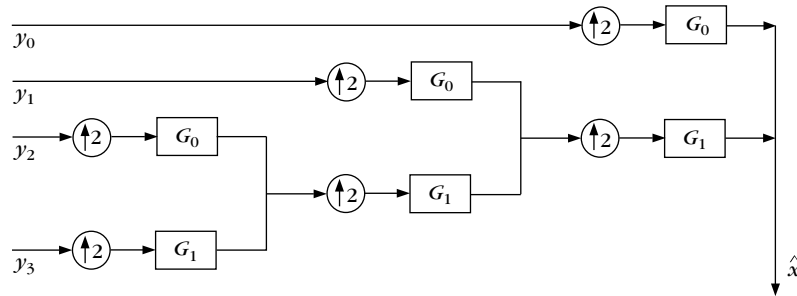 ↑2 G₀
y₀
↑2 G₀
y₁
↑2 G₀ ↑2 G₁
y₂
↑2 G₁
↑2 G₁
y₃
x̂